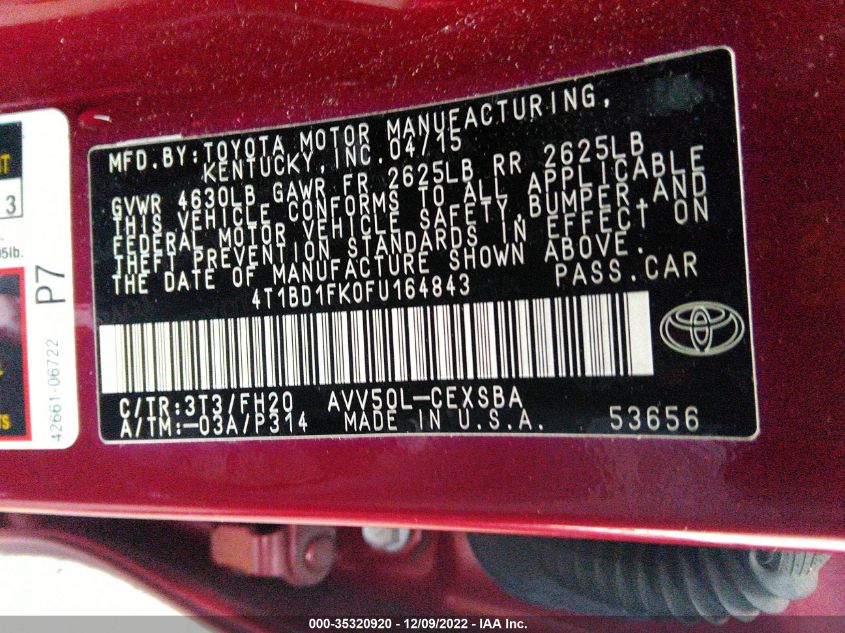 MFD.BY:TOYOTA MOTOR MANUFACTURING,
KENTUCKY,INC.04/15
GVWR 4630LB GAWR FR 2625LB RR 2625LB
THIS VEHICLE CONFORMS TO ALL APPLICABLE
FEDERAL MOTOR VEHICLE SAFETY,BUMPER,AND
THEFT PREVENTION STANDARDS IN EFFECT ON
THE DATE OF MANUFACTURE SHOWN ABOVE.
4T1BD1FK0FU164843 PASS.CAR
C/TR:3T3/FH20 AVV50L-CEXSBA
A/TM:-03A/P314 MADE IN U.S.A. 53656
P7
42661-06722
3
5lb.
000-35320920 - 12/09/2022 - IAA Inc.